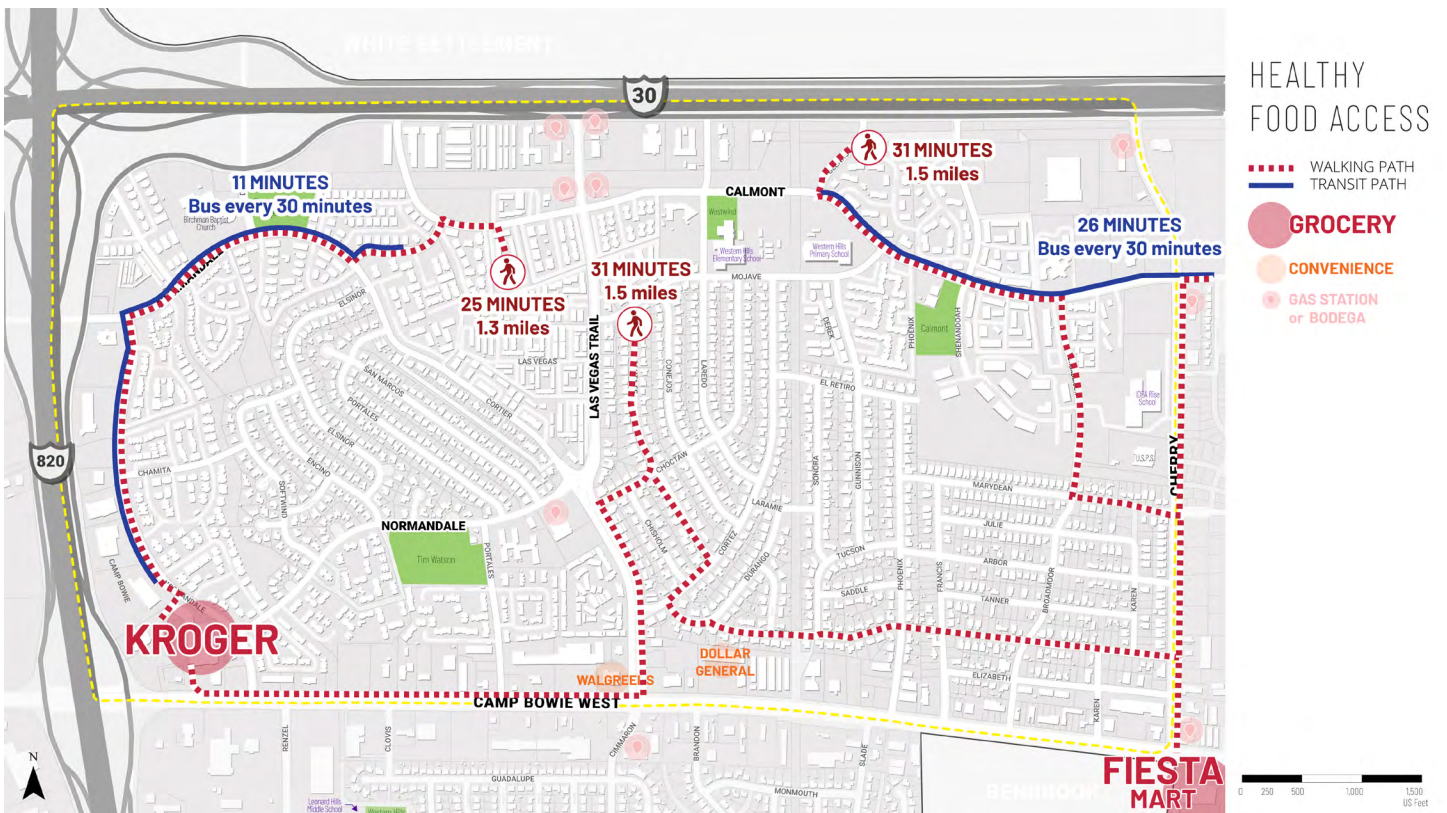 WHITE SETTLEMENT
30
HEALTHY
FOOD ACCESS
WALKING PATH
TRANSIT PATH
GROCERY
CONVENIENCE
GAS STATION
or BODEGA
31 MINUTES
1.5 miles
11 MINUTES
Bus every 30 minutes
Birchman Baptist
Church
CALMONT
Westwind
Western Hills
Elementary School
Western Hills
Primary School
26 MINUTES
Bus every 30 minutes
MOJAVE
31 MINUTES
1.5 miles
25 MINUTES
1.3 miles
ELSINOR
LAS VEGAS TRAIL
LAS VEGAS
CONEJOS
LAREDO
DEREK
PHOENIX
Calmont
SHENANDOAH
SAN MARCOS
PORTALES
CORTIER
EL RETIRO
IDEA Rise
School
820
ELSINOR
ENCINO
CHAMITA
SOFTWIND
CHOCTAW
SONORA
GUNNISON
U.S.P.S.
CHERRY
MARYDEAN
LARAMIE
JULIE
NORMANDALE
Tim Watson
PORTALES
CHISHOLM
CORTEZ
DURANGO
TUCSON
SADDLE
PHOENIX
FRANCIS
ARBOR
TANNER
BROADMOOR
KAREN
CAMP BOWIE
KROGER
WALGREENS
DOLLAR
GENERAL
ELIZABETH
KAREN
CAMP BOWIE WEST
RENZEL
CLOVIS
CIMMARON
BRANDON
SLADE
GUADALUPE
MONMOUTH
Leonard Hills
Middle School
N
FIESTA
MART
BENBROOK
0 250 500 1,000 1,500
US Feet